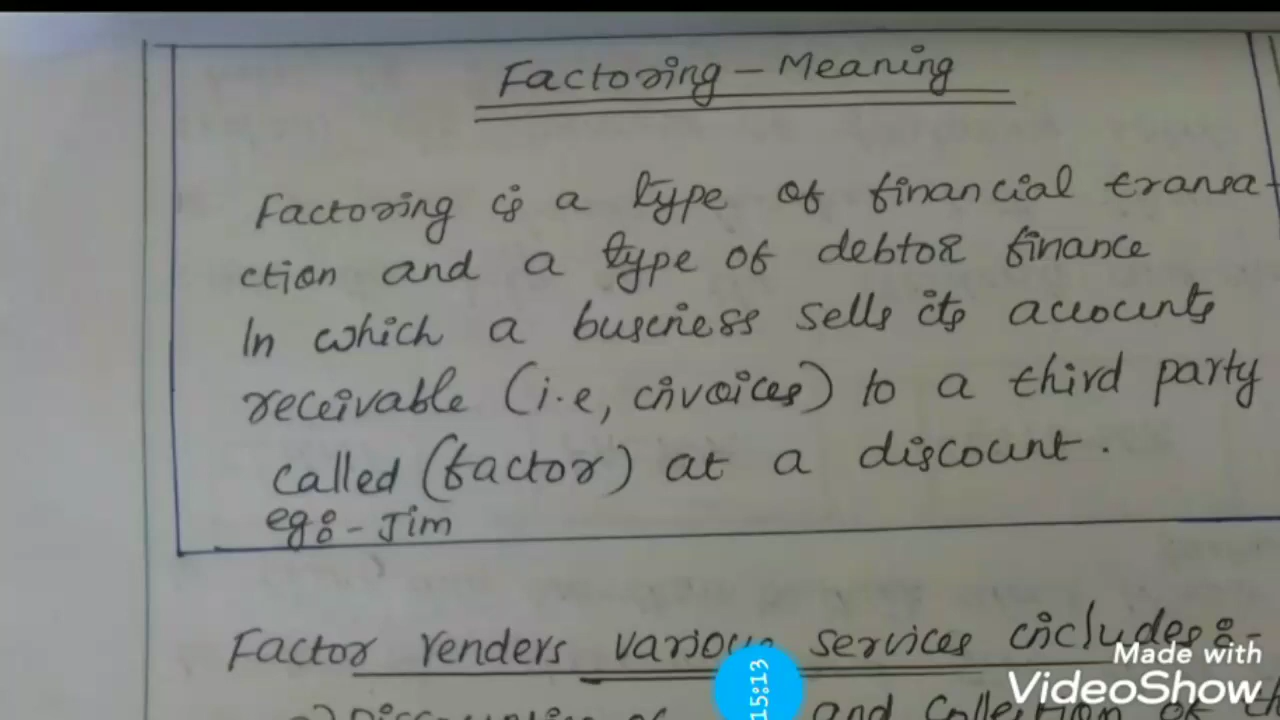 Factoring - Meaning
Factoring is a type of financial transa-
ction and a type of debtor finance
In which a business sells its accounts
receivable (i.e, invoices) to a third party
called (factor) at a discount.
eg:- Jim
Factor renders various services includes:-
and collection of
15:13
Made with
VideoShow